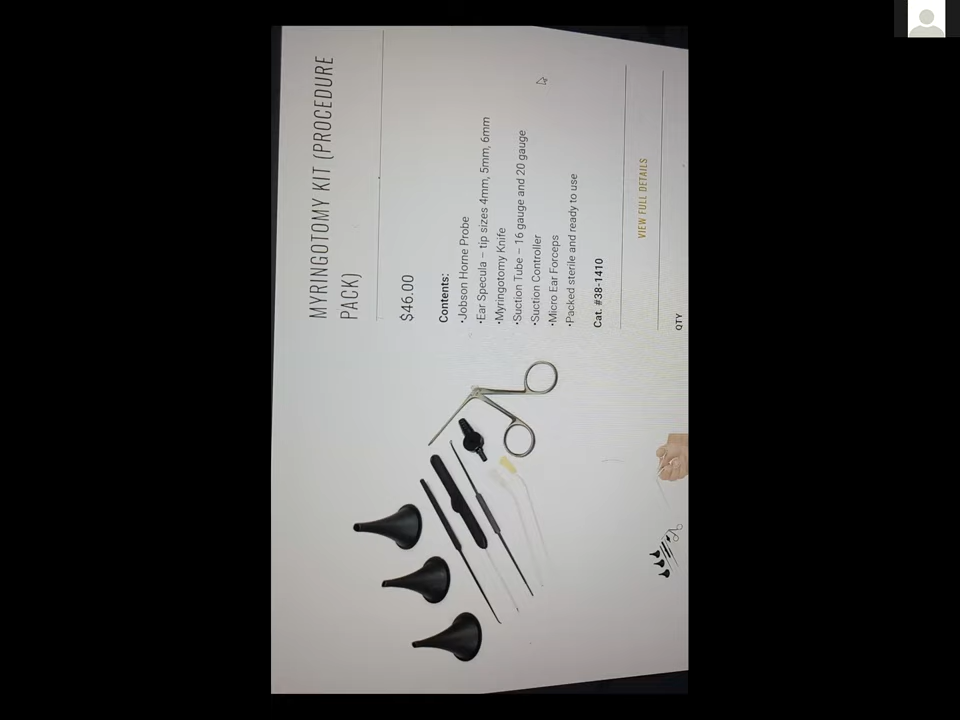 MYRINGOTOMY KIT (PROCEDURE
PACK)
$46.00
Contents:
•Jobson Horne Probe
•Ear Specula – tip sizes 4mm, 5mm, 6mm
•Myringotomy Knife
•Suction Tube – 16 gauge and 20 gauge
•Suction Controller
•Micro Ear Forceps
•Packed sterile and ready to use
Cat. #38-1410
VIEW FULL DETAILS
QTY